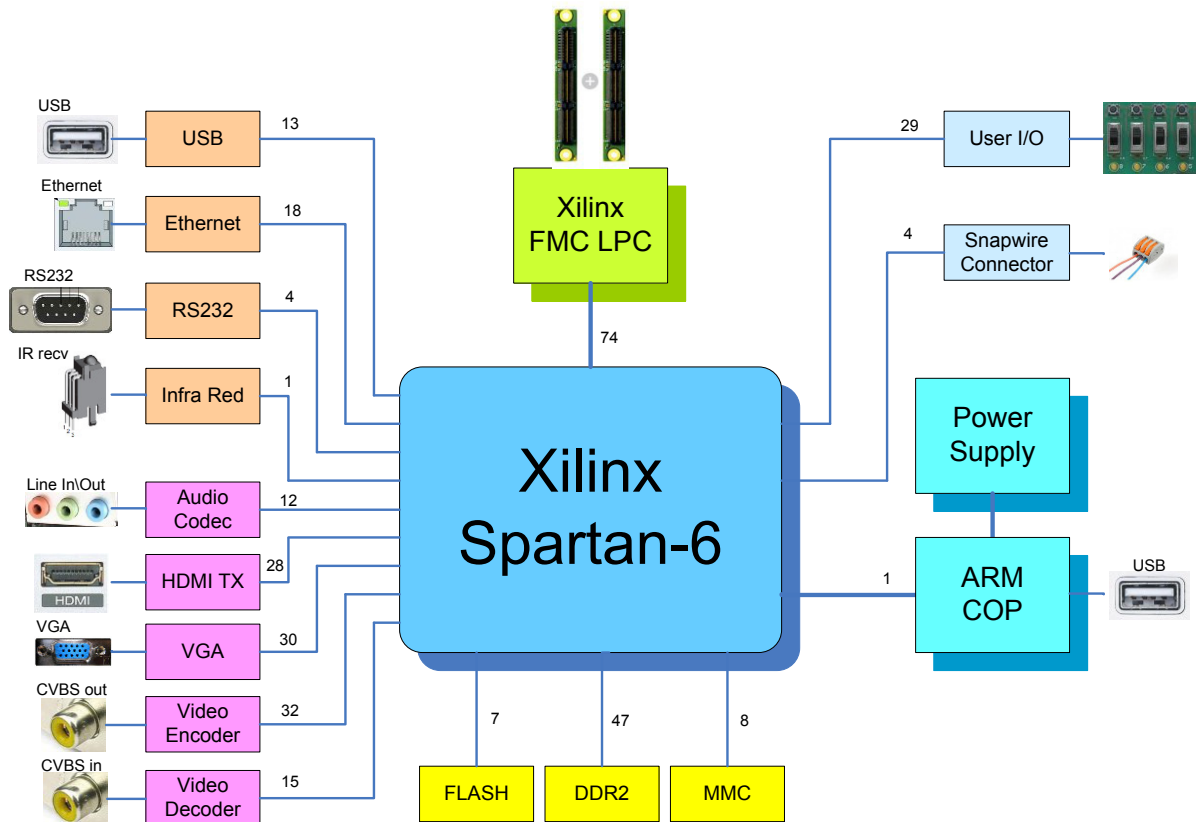 USB
USB
13
Ethernet
Ethernet
18
RS232
RS232
4
IR recv
Infra Red
1
Line In\Out
Audio
Codec
12
HDMI
HDMI TX
28
VGA
VGA
30
CVBS out
Video
Encoder
32
CVBS in
Video
Decoder
15
Xilinx
FMC LPC
74
Xilinx
Spartan-6
7
FLASH
47
DDR2
8
MMC
29
User I/O
4
Snapwire
Connector
Power
Supply
1
ARM
COP
USB